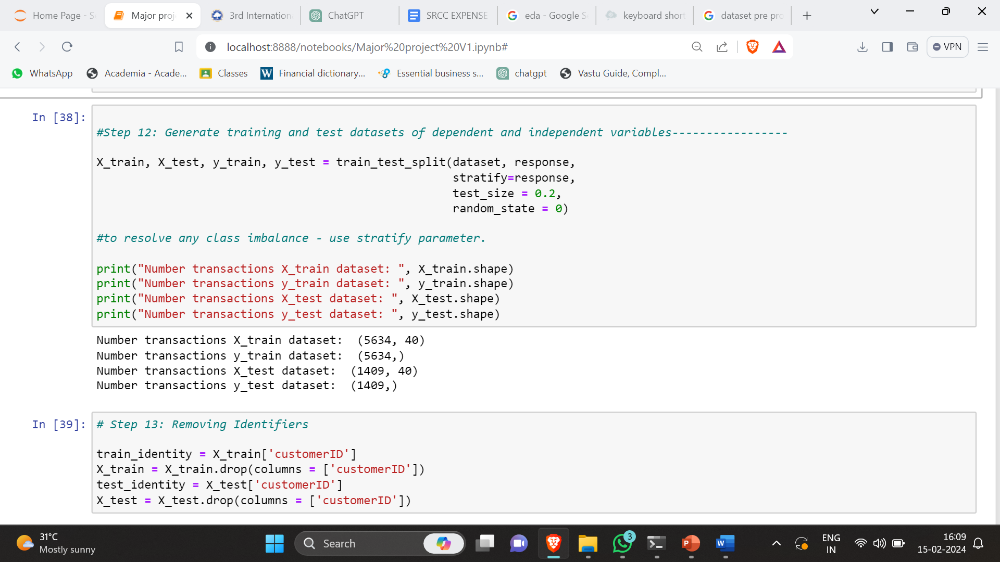 Home Page - S
Major proj
3rd Internation
ChatGPT
SRCC EXPENSE
eda - Google S
keyboard short
dataset pre pro
localhost:8888/notebooks/Major%20project%20V1.ipynb#
VPN
WhatsApp
Academia - Acade...
Classes
W Financial dictionary...
Essential business s...
chatgpt
Vastu Guide, Compl...
In [38]:
#Step 12: Generate training and test datasets of dependent and independent variables-----------------
X_train, X_test, y_train, y_test = train_test_split(dataset, response,
stratify=response,
test_size = 0.2,
random_state = 0)
#to resolve any class imbalance - use stratify parameter.
print("Number transactions X_train dataset: ", X_train.shape)
print("Number transactions y_train dataset: ", y_train.shape)
print("Number transactions X_test dataset: ", X_test.shape)
print("Number transactions y_test dataset: ", y_test.shape)
Number transactions X_train dataset:  (5634, 40)
Number transactions y_train dataset:  (5634,)
Number transactions X_test dataset:  (1409, 40)
Number transactions y_test dataset:  (1409,)
In [39]:
# Step 13: Removing Identifiers
train_identity = X_train['customerID']
X_train = X_train.drop(columns = ['customerID'])
test_identity = X_test['customerID']
X_test = X_test.drop(columns = ['customerID'])
31°C
Mostly sunny
Search
3
P
W
ENG
IN
16:09
15-02-2024